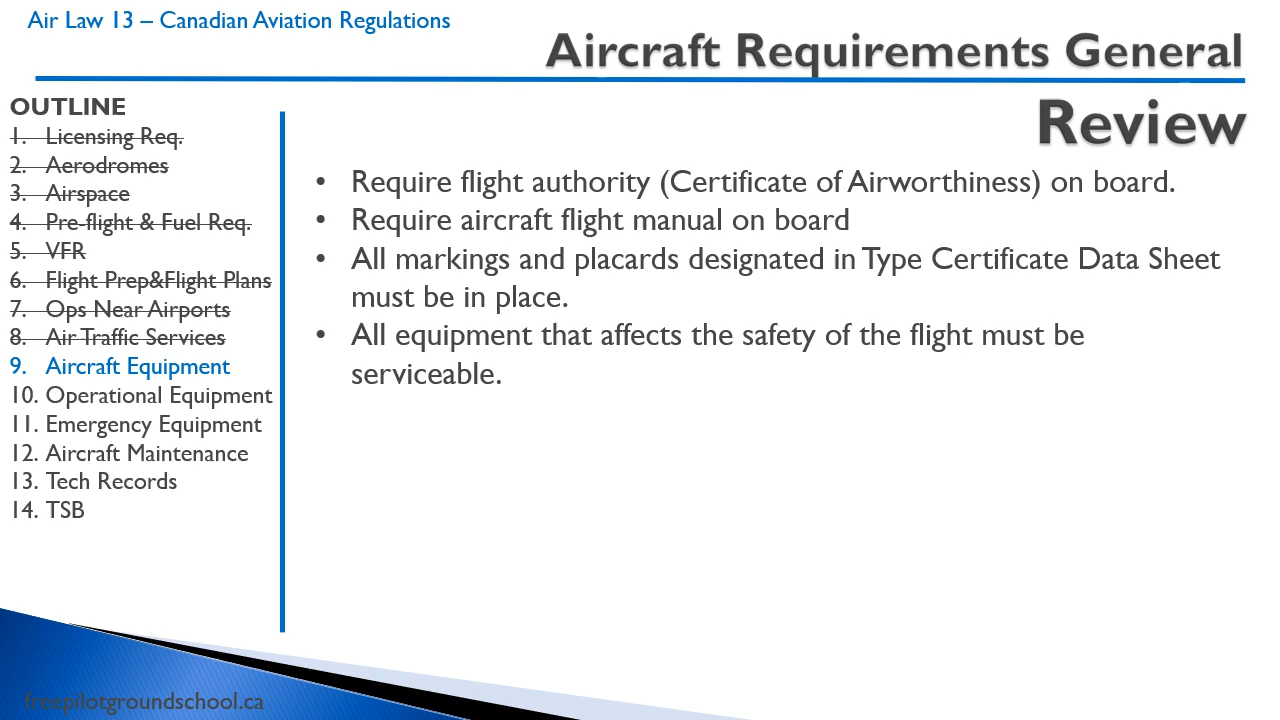 Air Law 13 – Canadian Aviation Regulations
Aircraft Requirements General
Review
OUTLINE
1. Licensing Req.
2. Aerodromes
3. Airspace
4. Pre-flight & Fuel Req.
5. VFR
6. Flight Prep&Flight Plans
7. Ops Near Airports
8. Air Traffic Services
9. Aircraft Equipment
10. Operational Equipment
11. Emergency Equipment
12. Aircraft Maintenance
13. Tech Records
14. TSB
• Require flight authority (Certificate of Airworthiness) on board.
• Require aircraft flight manual on board
• All markings and placards designated in Type Certificate Data Sheet
must be in place.
• All equipment that affects the safety of the flight must be
serviceable.
freepilotgroundschool.ca